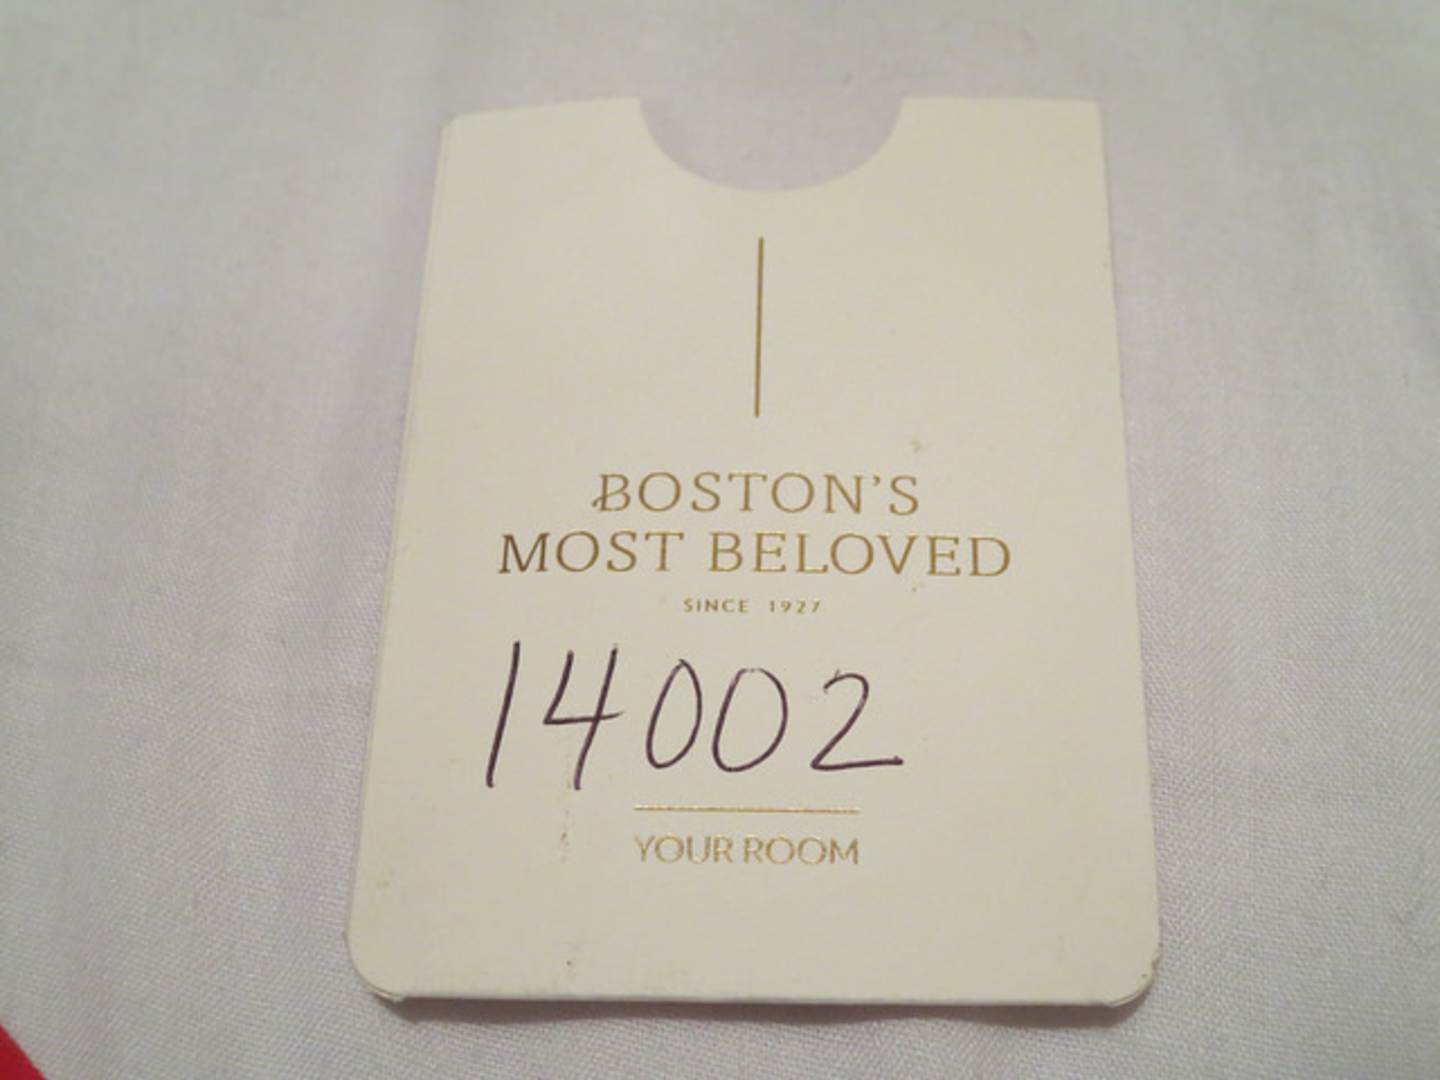 BOSTON'S
MOST BELOVED
SINCE 1927
14002
YOUR ROOM